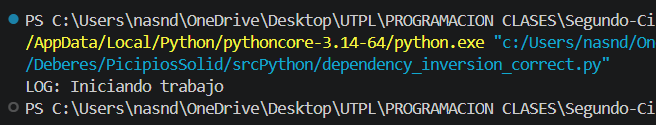 PS C:\Users\nasnd\OneDrive\Desktop\UTPL\PROGRAMACION CLASES\Segundo-Ci
/AppData/Local/Python/pythoncore-3.14-64/python.exe "c:/Users/nasnd/On
/Deberes/PicipiosSolid/srcPython/dependency_inversion_correct.py"
LOG: Iniciando trabajo
PS C:\Users\nasnd\OneDrive\Desktop\UTPL\PROGRAMACION CLASES\Segundo-Ci